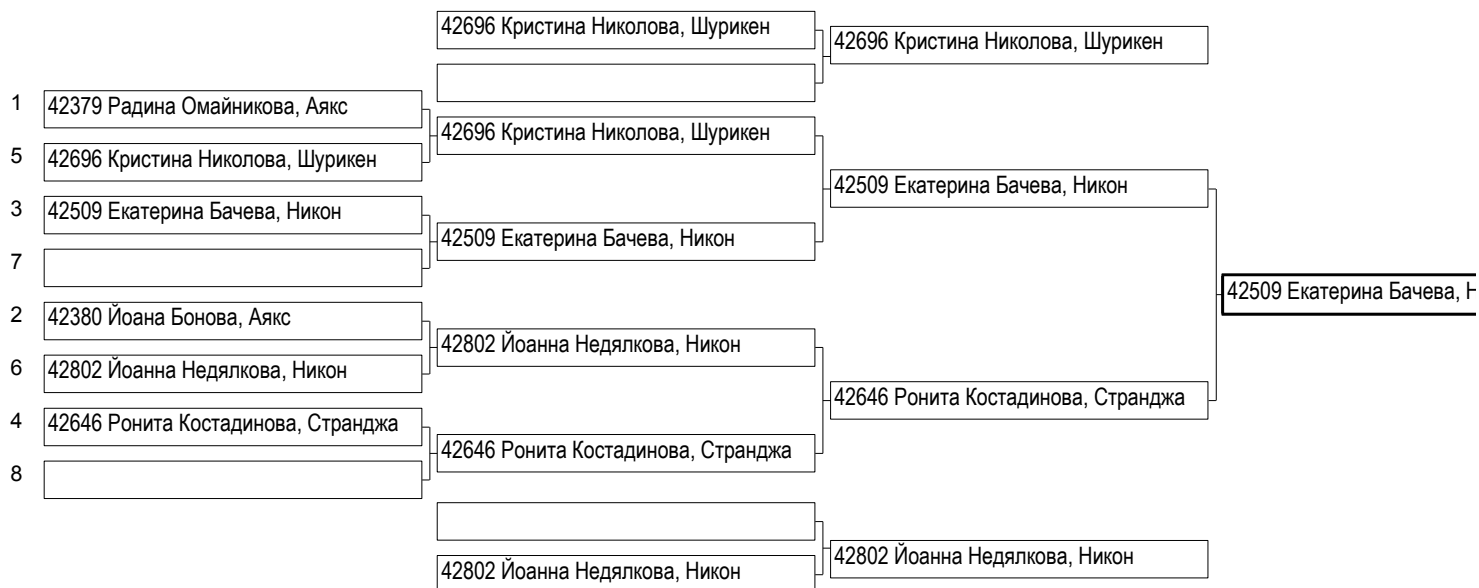 42696 Кристина Николова, Шурикен
42696 Кристина Николова, Шурикен
1 42379 Радина Омайникова, Аякс
42696 Кристина Николова, Шурикен
5 42696 Кристина Николова, Шурикен
42509 Екатерина Бачева, Никон
3 42509 Екатерина Бачева, Никон
42509 Екатерина Бачева, Никон
7
42509 Екатерина Бачева, Н
2 42380 Йоана Бонова, Аякс
42802 Йоанна Недялкова, Никон
6 42802 Йоанна Недялкова, Никон
42646 Ронита Костадинова, Странджа
4 42646 Ронита Костадинова, Странджа
42646 Ронита Костадинова, Странджа
8
42802 Йоанна Недялкова, Никон
42802 Йоанна Недялкова, Никон